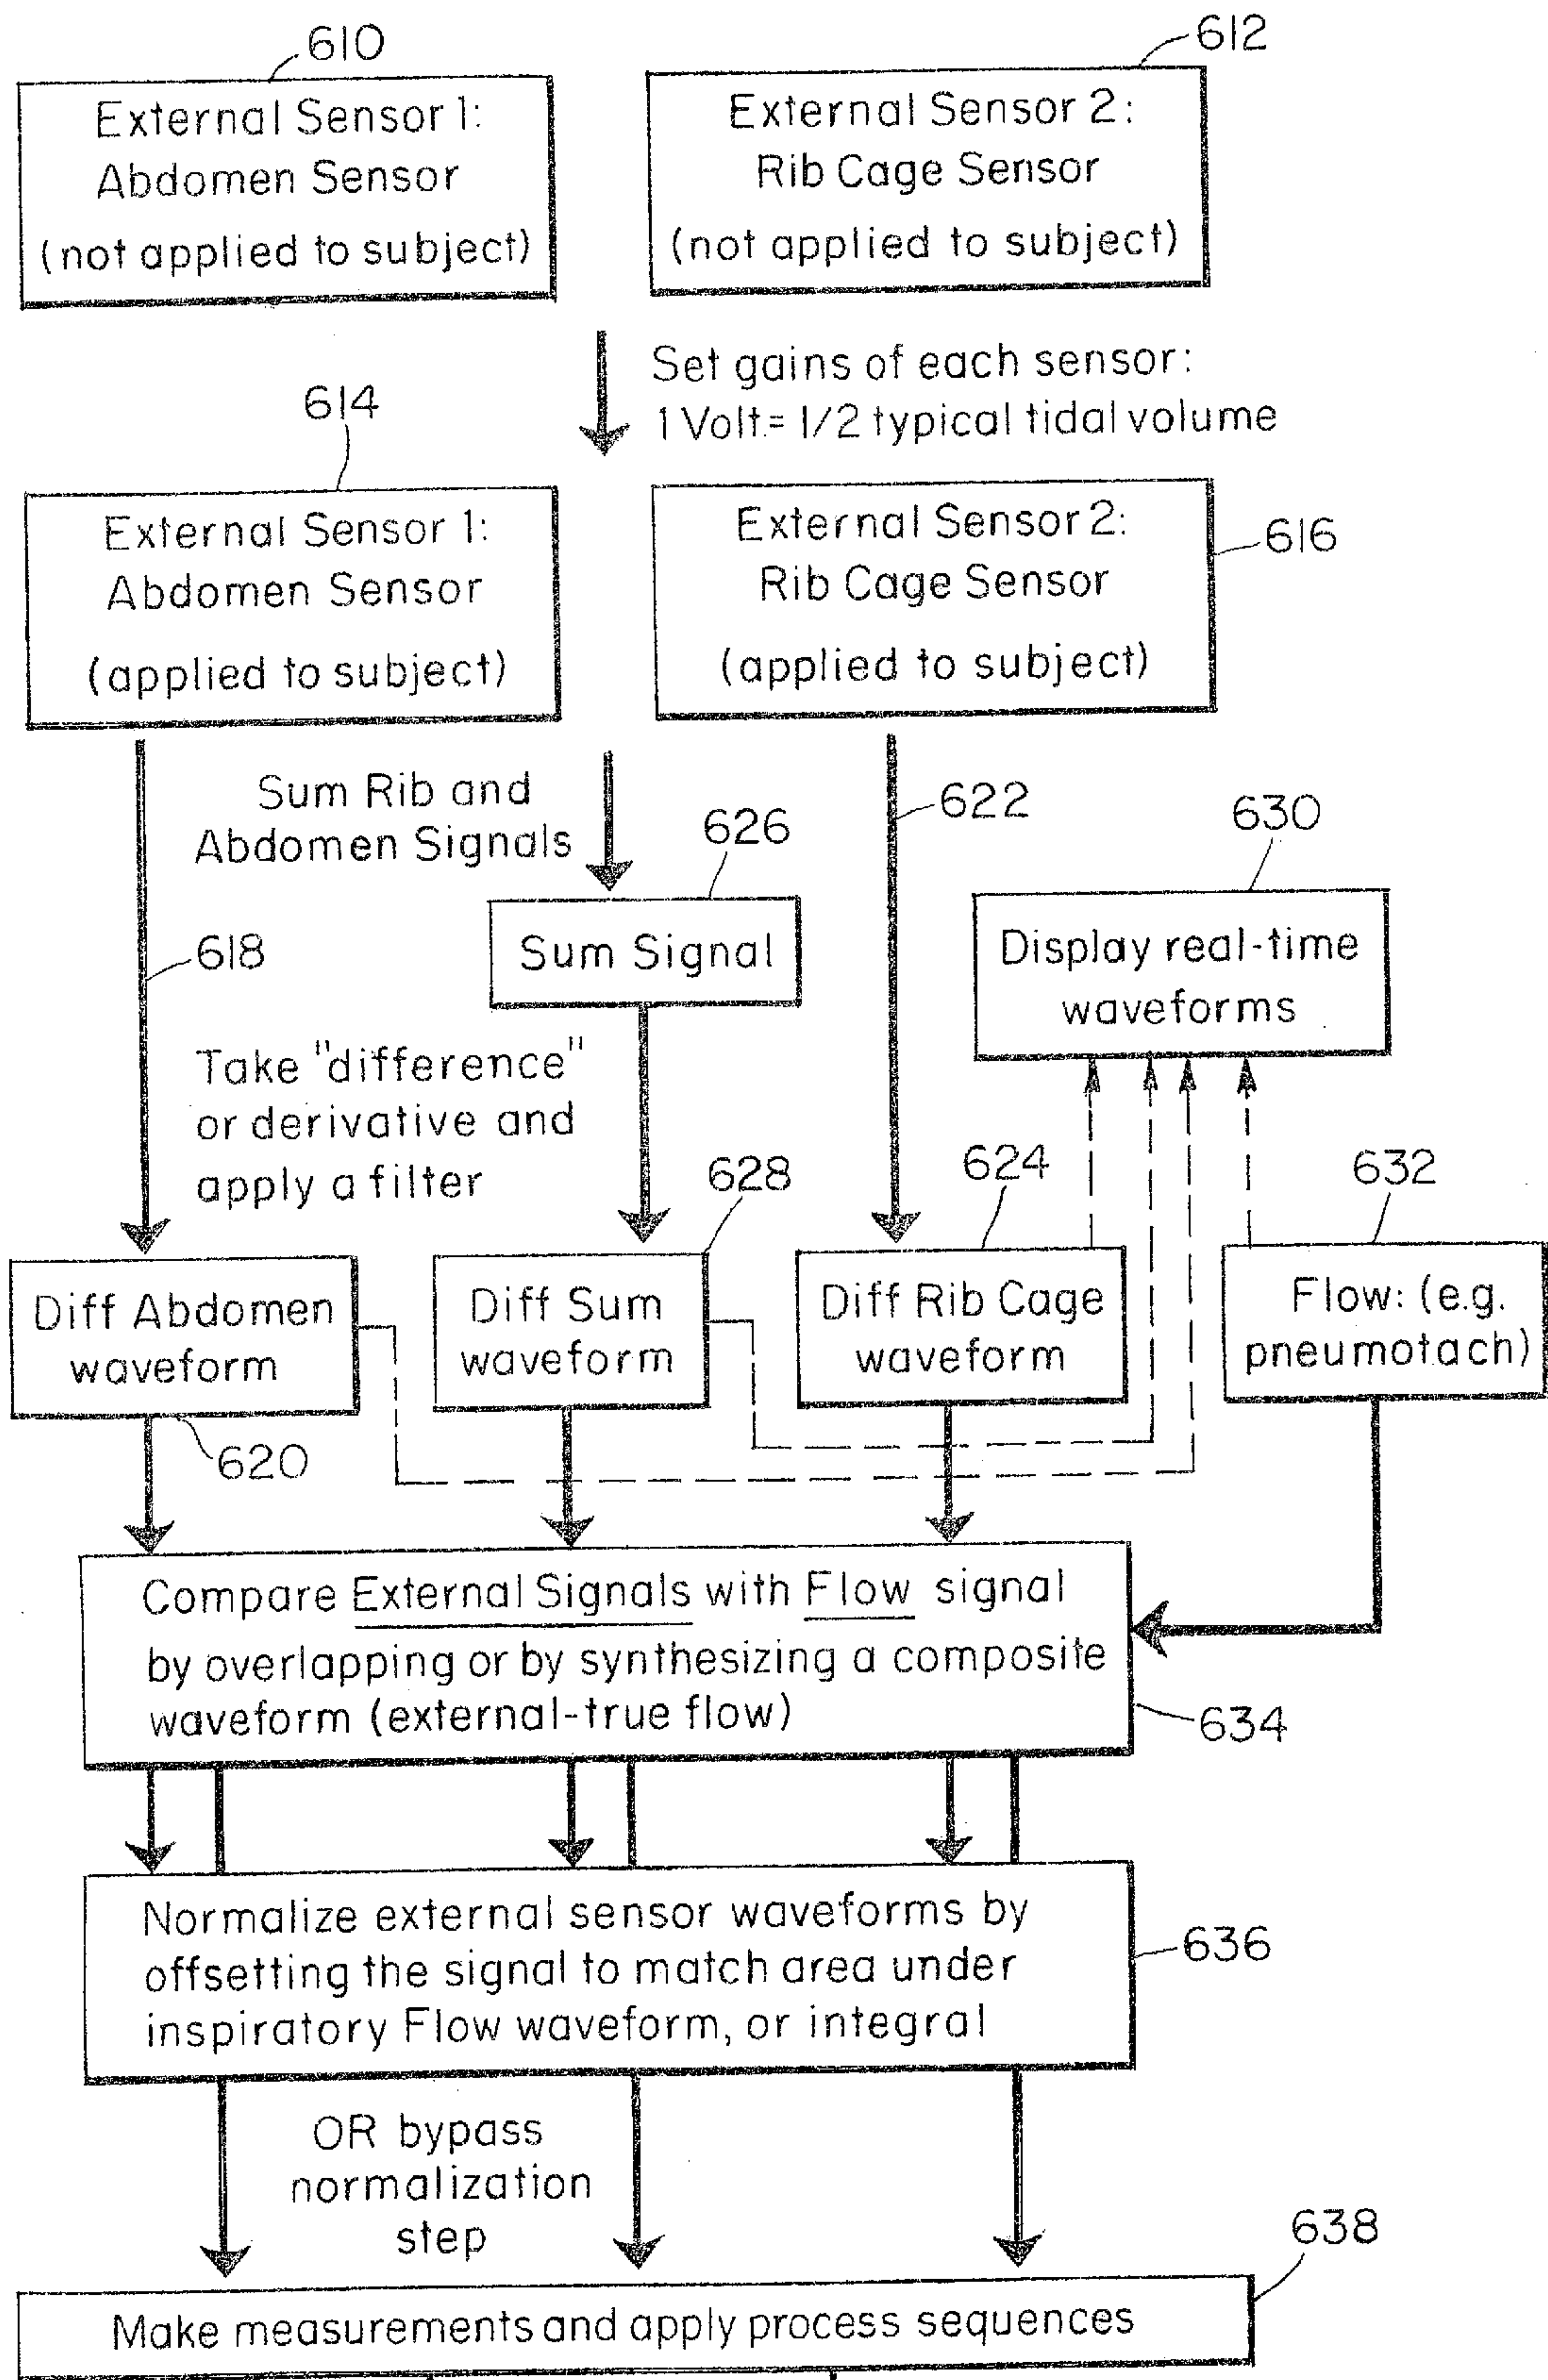 610
612
External Sensor 1:
Abdomen Sensor
(not applied to subject)
External Sensor 2:
Rib Cage Sensor
(not applied to subject)
Set gains of each sensor:
1 Volt.= 1/2 typical tidal volume
614
External Sensor 1:
Abdomen Sensor
(applied to subject)
External Sensor 2:
Rib Cage Sensor
(applied to subject)
616
Sum Rib and
Abdomen Signals
626
622
630
618
Sum Signal
Display real-time
waveforms
Take "difference"
or derivative and
apply a filter
628
624
632
Diff Abdomen
waveform
Diff Sum
waveform
Diff Rib Cage
waveform
Flow: (e.g.
pneumotach)
620
Compare External Signals with Flow signal
by overlapping or by synthesizing a composite
waveform (external-true flow)
634
Normalize external sensor waveforms by
offsetting the signal to match area under
inspiratory Flow waveform, or integral
636
OR bypass
normalization
step
638
Make measurements and apply process sequences